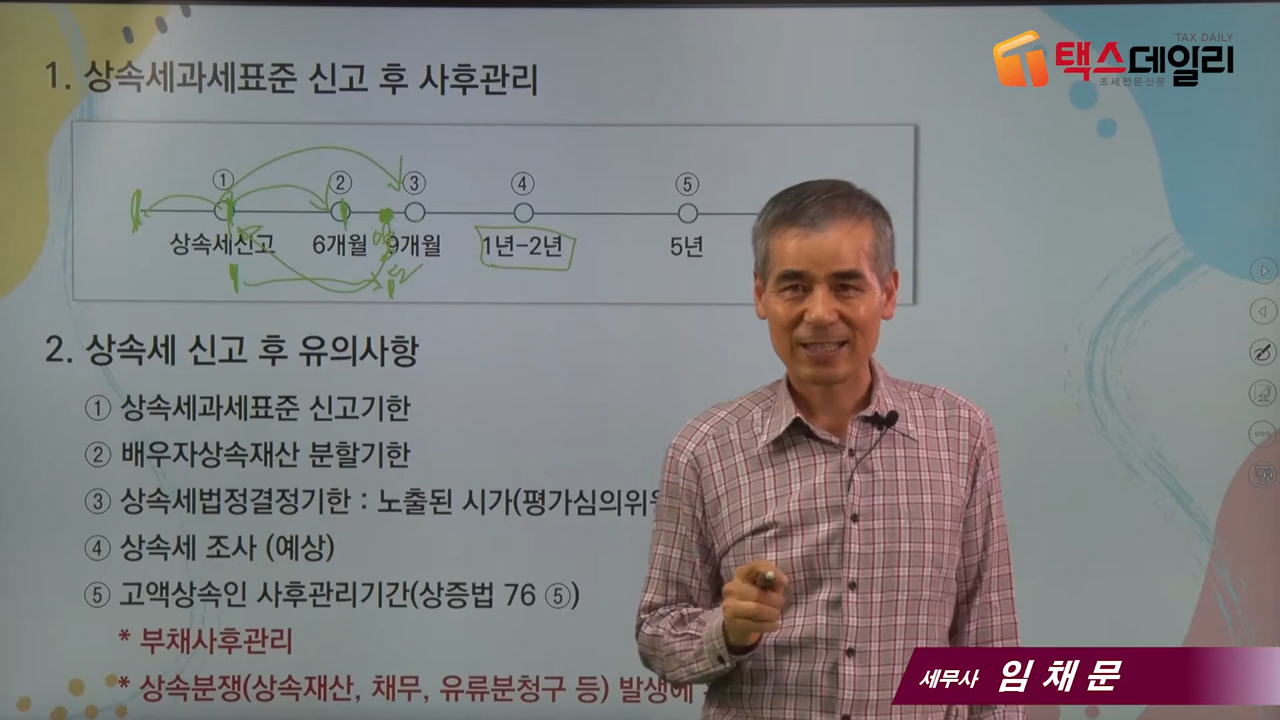 TAX DAILY
택스데일리
조세전문신문
1. 상속세과세표준 신고 후 사후관리
① ② ③ ④ ⑤
상속세신고 6개월 9개월 1년-2년 5년
2. 상속세 신고 후 유의사항
① 상속세과세표준 신고기한
② 배우자상속재산 분할기한
③ 상속세법정결정기한 : 노출된 시가(평가심의위원
④ 상속세 조사 (예상)
⑤ 고액상속인 사후관리기간(상증법 76 ⑤)
* 부채사후관리
* 상속분쟁(상속재산, 채무, 유류분청구 등) 발생에
세무사 임채문